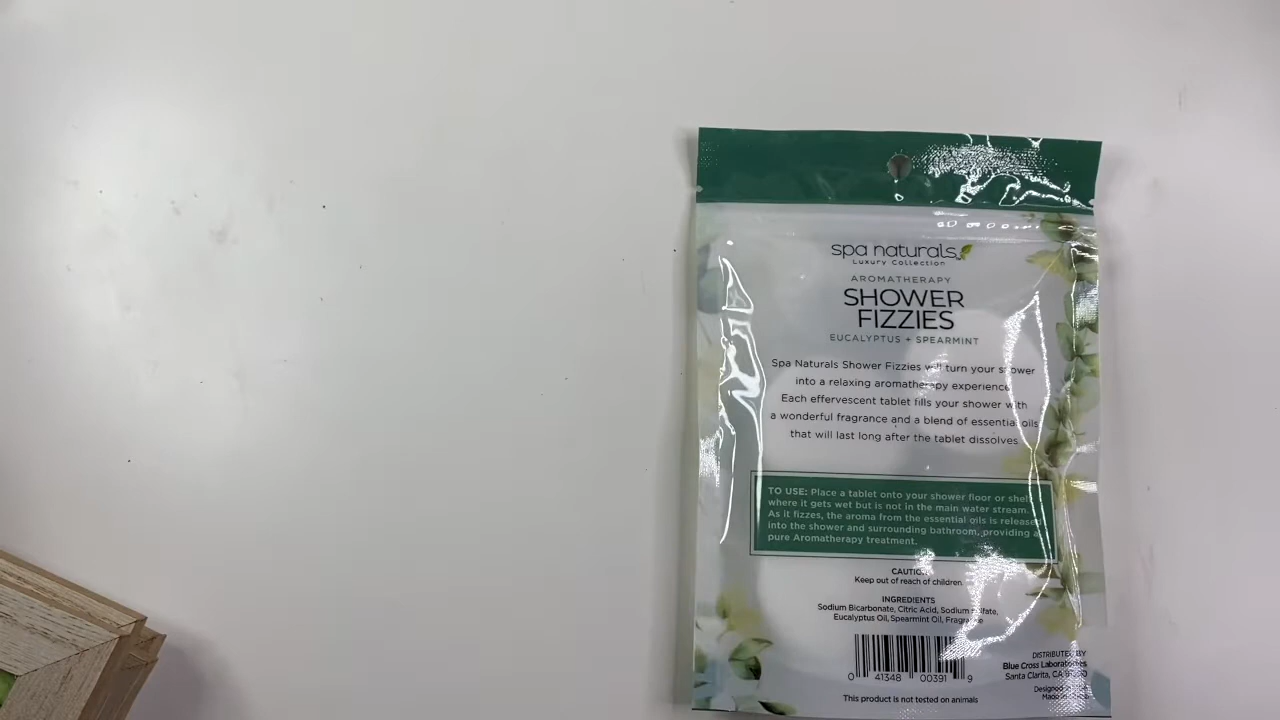 spa naturals
Luxury Collection
AROMATHERAPY
SHOWER
FIZZIES
EUCALYPTUS + SPEARMINT
Spa Naturals Shower Fizzies will turn your shower
into a relaxing aromatherapy experience
Each effervescent tablet fills your shower with
a wonderful fragrance and a blend of essential oils
that will last long after the tablet dissolves.
TO USE: Place a tablet onto your shower floor or shelf
where it gets wet but is not in the main water stream.
As it fizzes, the aroma from the essential oils is released
into the shower and surrounding bathroom, providing a
pure Aromatherapy treatment.
CAUTION
Keep out of reach of children.
INGREDIENTS
Sodium Bicarbonate, Citric Acid, Sodium Sulfate,
Eucalyptus Oil, Spearmint Oil, Fragrance
0 41348 00391 9
DISTRIBUTED BY
Blue Cross Laboratories
Santa Clarita, CA
Designed
Made
This product is not tested on animals